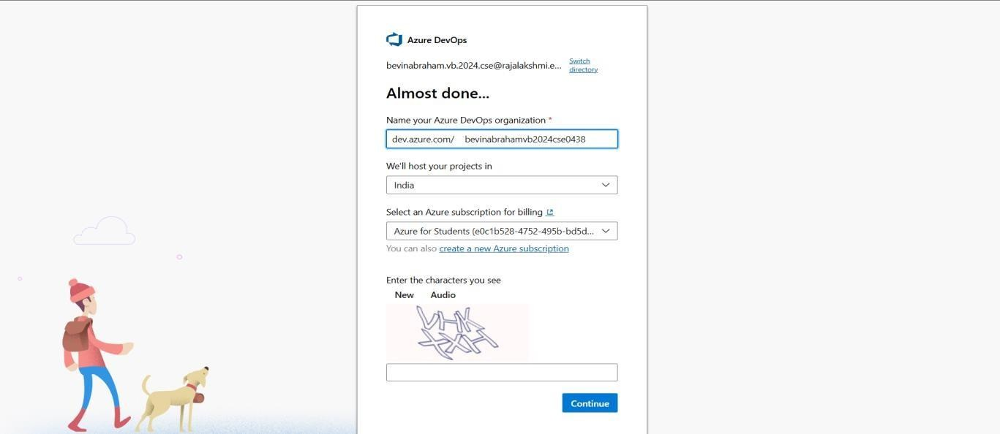 Azure DevOps
bevinabraham.vb.2024.cse@rajalakshmi.e...
Switch
directory
Almost done...
Name your Azure DevOps organization *
dev.azure.com/ bevinabrahamvb2024cse0438
We'll host your projects in
India
Select an Azure subscription for billing
Azure for Students (e0c1b528-4752-495b-bd5d...
You can also create a new Azure subscription
Enter the characters you see
New Audio
Continue